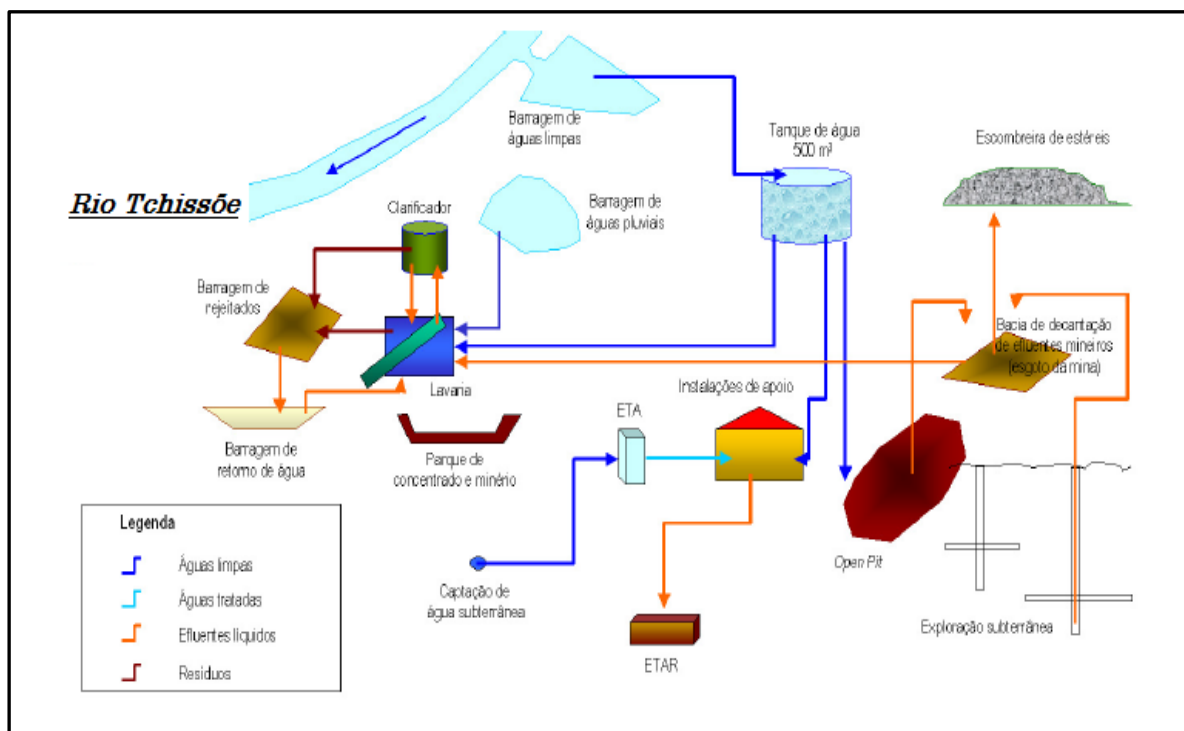 Barragem de
águas limpas
Tanque de água
500 m³
Escombreira de estéreis
Rio Tchissõe
Clarificador
Barragem de
águas pluviais
Barragem de
rejeitados
Bacia de decantação
de efluentes mineiros
(esgoto da mina)
Lavaria
Instalações de apoio
ETA
Barragem de
retorno de água
Parque de
concentrado e minério
Legenda
Águas limpas
Águas tratadas
Efluentes líquidos
Resíduos
Captação de
água subterrânea
ETAR
Open Pit
Exploração subterrânea